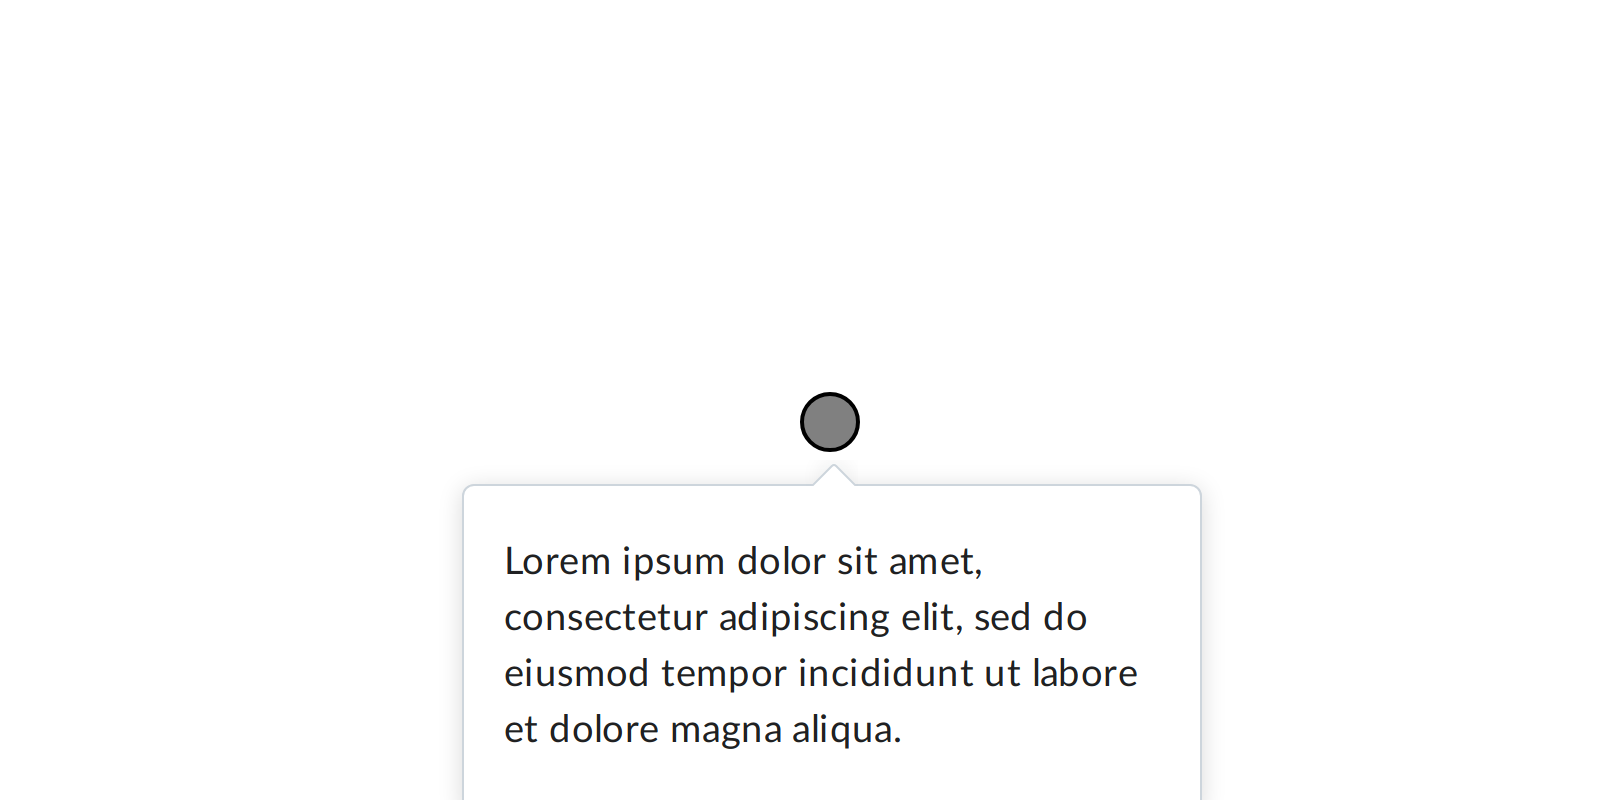 Lorem ipsum dolor sit amet,
consectetur adipiscing elit, sed do
eiusmod tempor incididunt ut labore
et dolore magna aliqua.